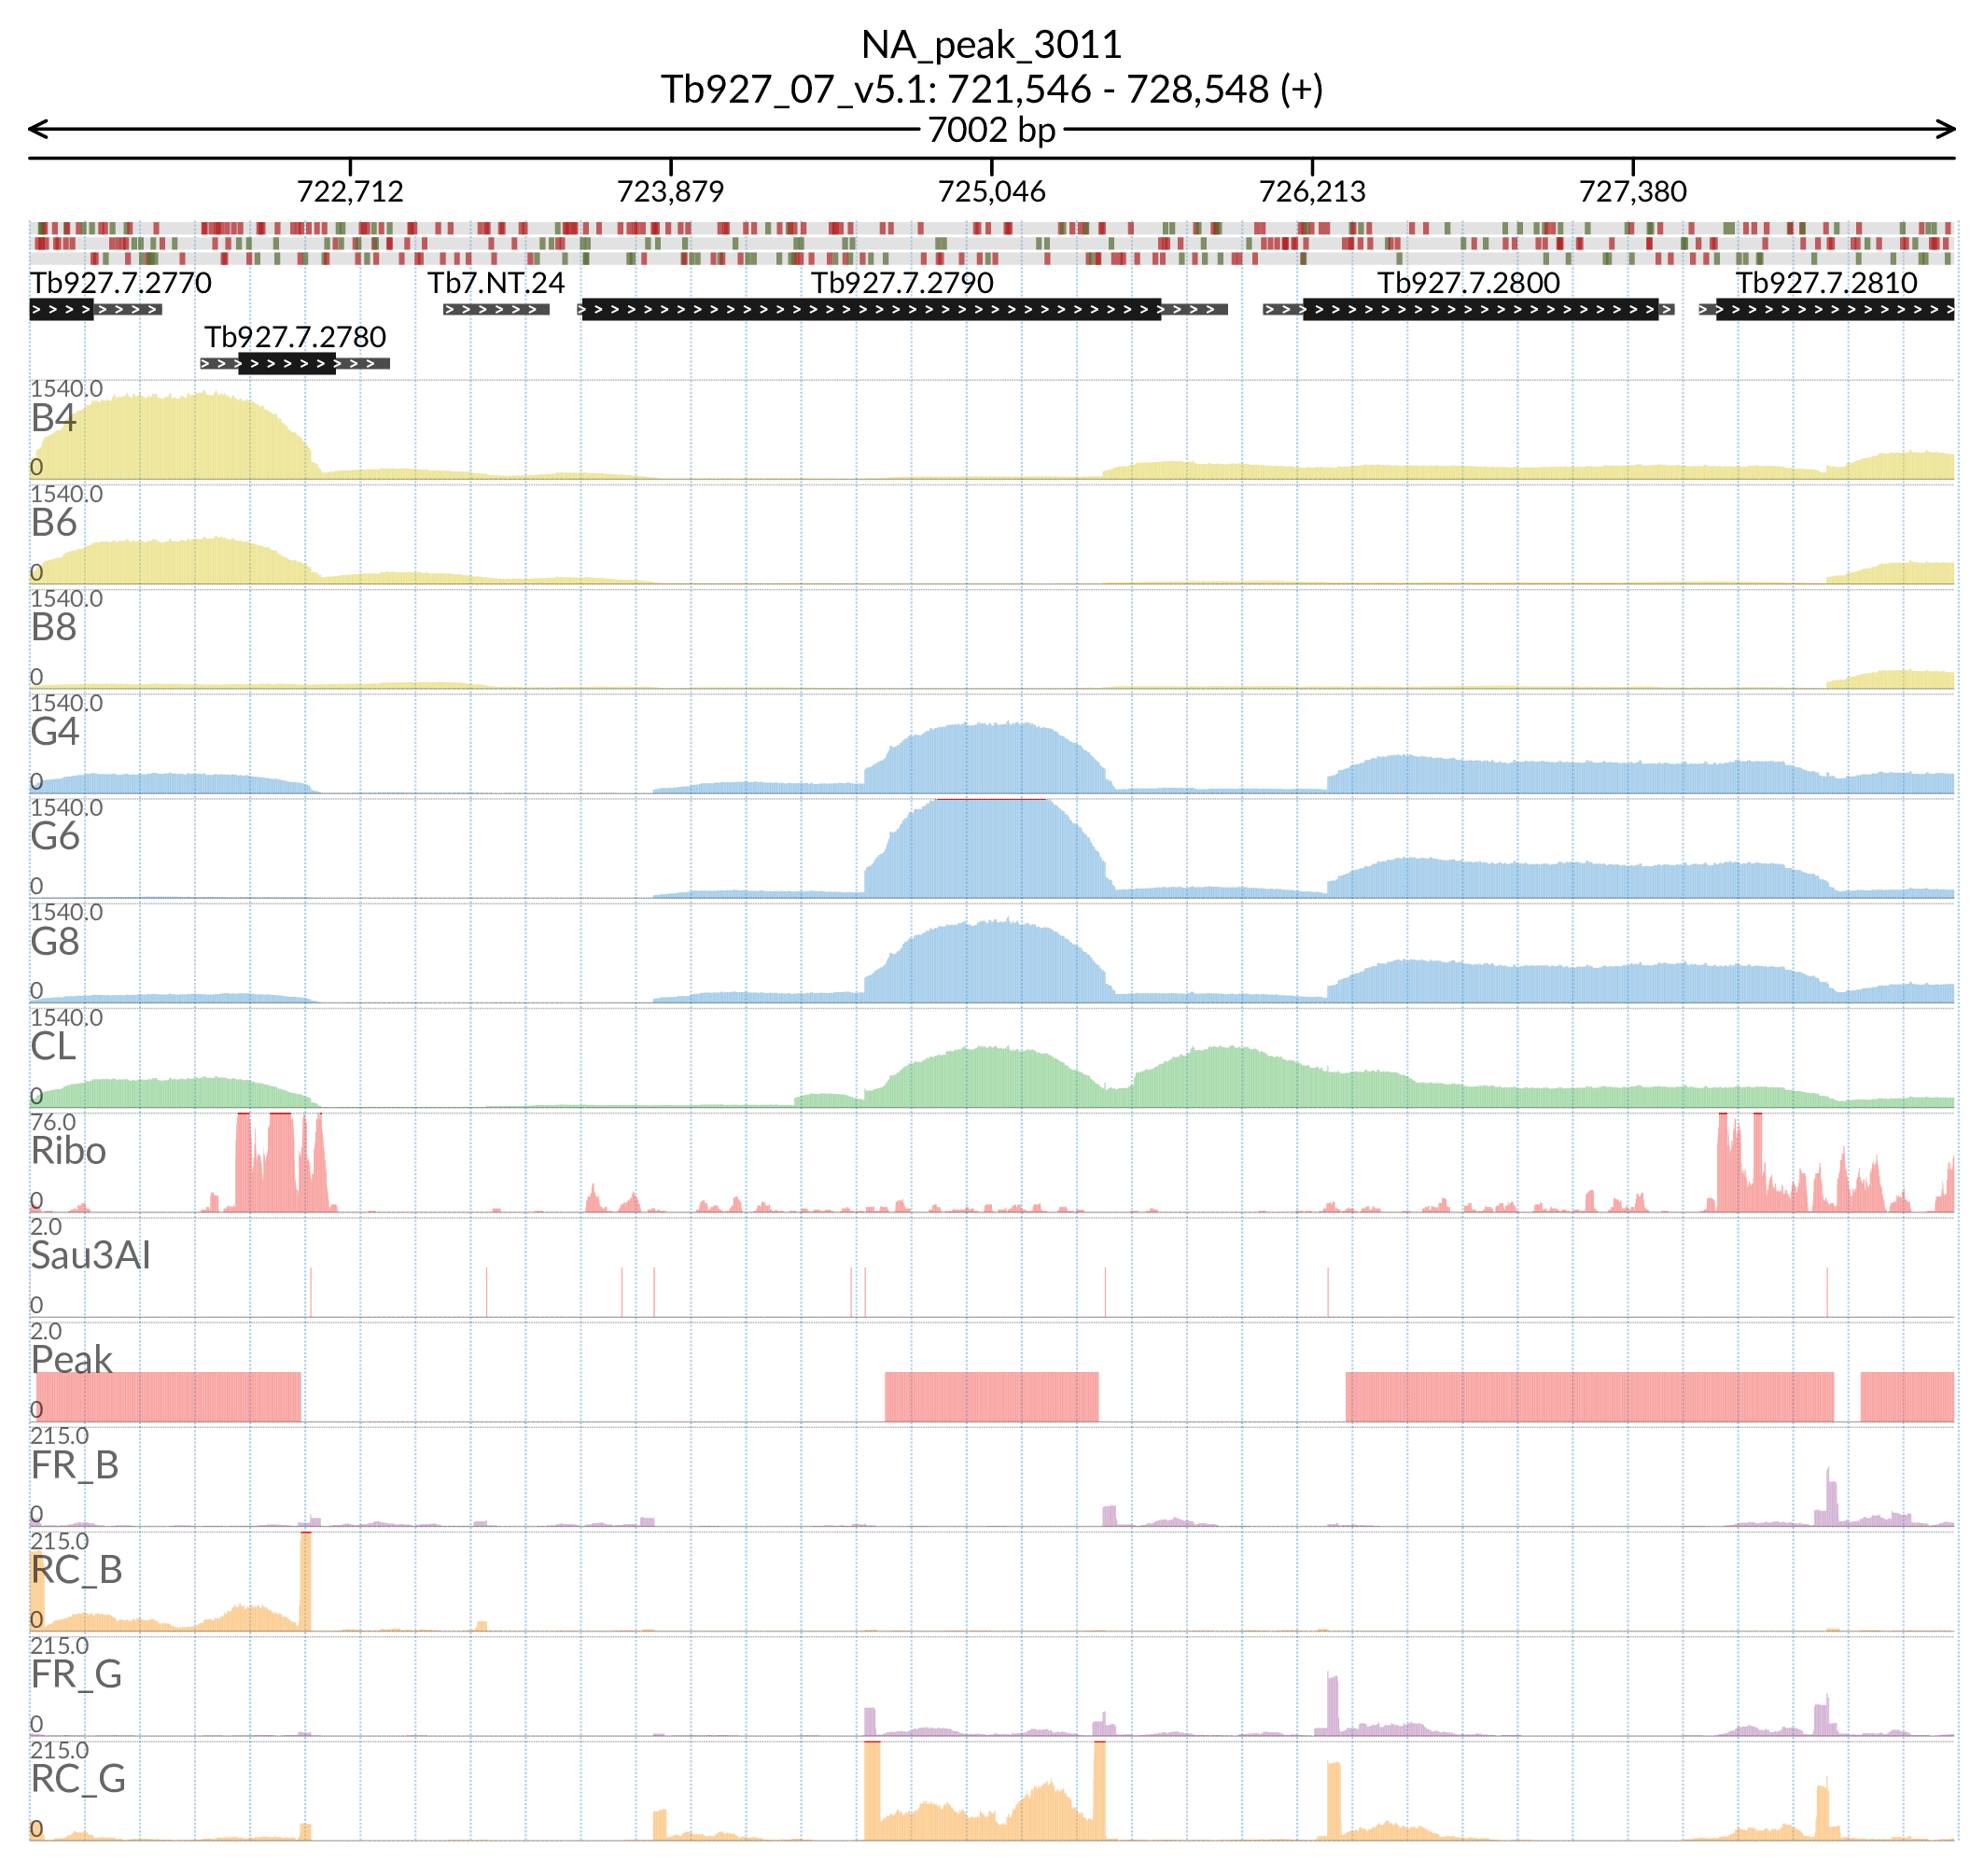 NA_peak_3011
Tb927_07_v5.1: 721,546 - 728,548 (+)
7002 bp
722,712 723,879 725,046 726,213 727,380
Tb927.7.2770 Tb7.NT.24 Tb927.7.2790 Tb927.7.2800 Tb927.7.2810
Tb927.7.2780
1540.0
B4
0
1540.0
B6
0
1540.0
B8
0
1540.0
G4
0
1540.0
G6
0
1540.0
G8
0
1540.0
CL
0
76.0
Ribo
0
2.0
Sau3AI
0
2.0
Peak
0
215.0
FR_B
0
215.0
RC_B
0
215.0
FR_G
0
215.0
RC_G
0